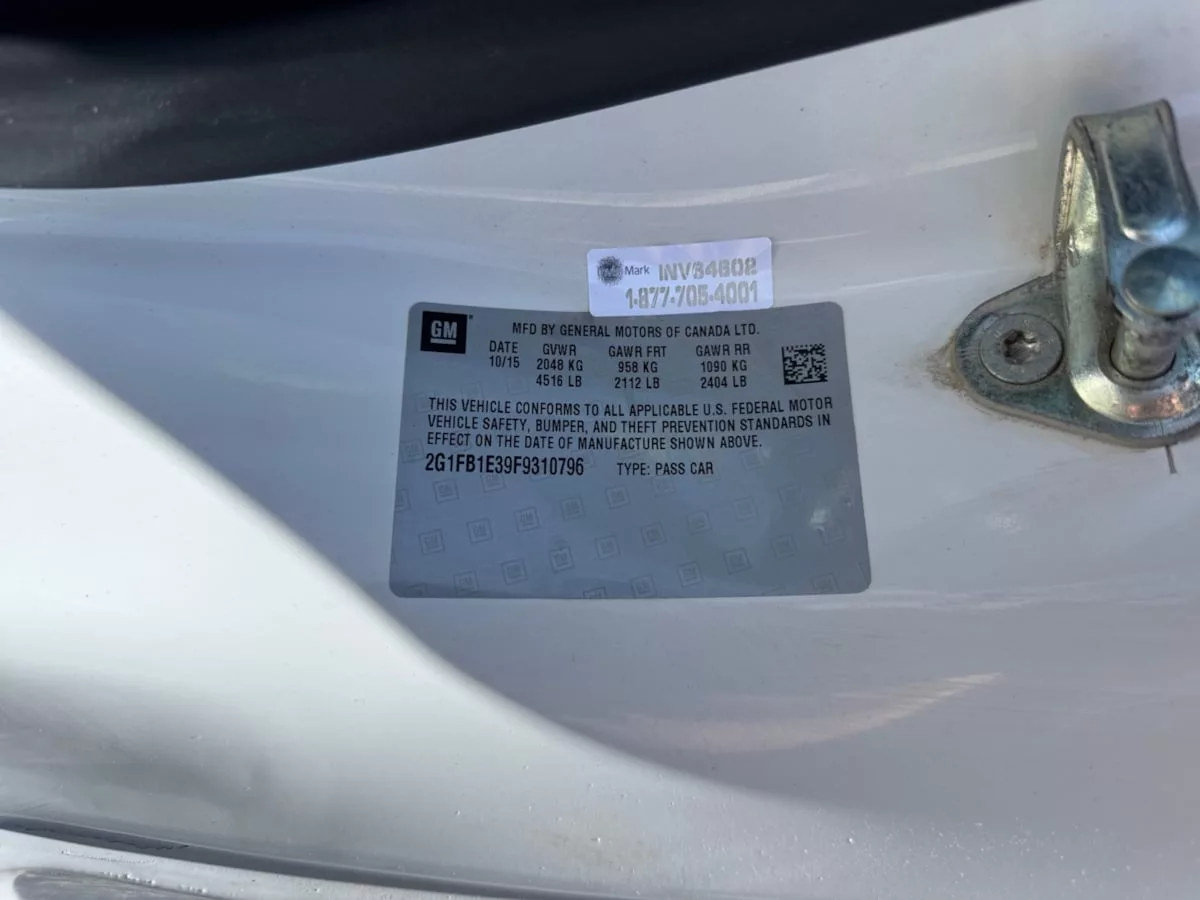 Mark INV84602
1-877-705-4001
GM
MFD BY GENERAL MOTORS OF CANADA LTD.
DATE GVWR GAWR FRT GAWR RR
10/15 2048 KG 958 KG 1090 KG
4516 LB 2112 LB 2404 LB
THIS VEHICLE CONFORMS TO ALL APPLICABLE U.S. FEDERAL MOTOR
VEHICLE SAFETY, BUMPER, AND THEFT PREVENTION STANDARDS IN
EFFECT ON THE DATE OF MANUFACTURE SHOWN ABOVE.
2G1FB1E39F9310796 TYPE: PASS CAR